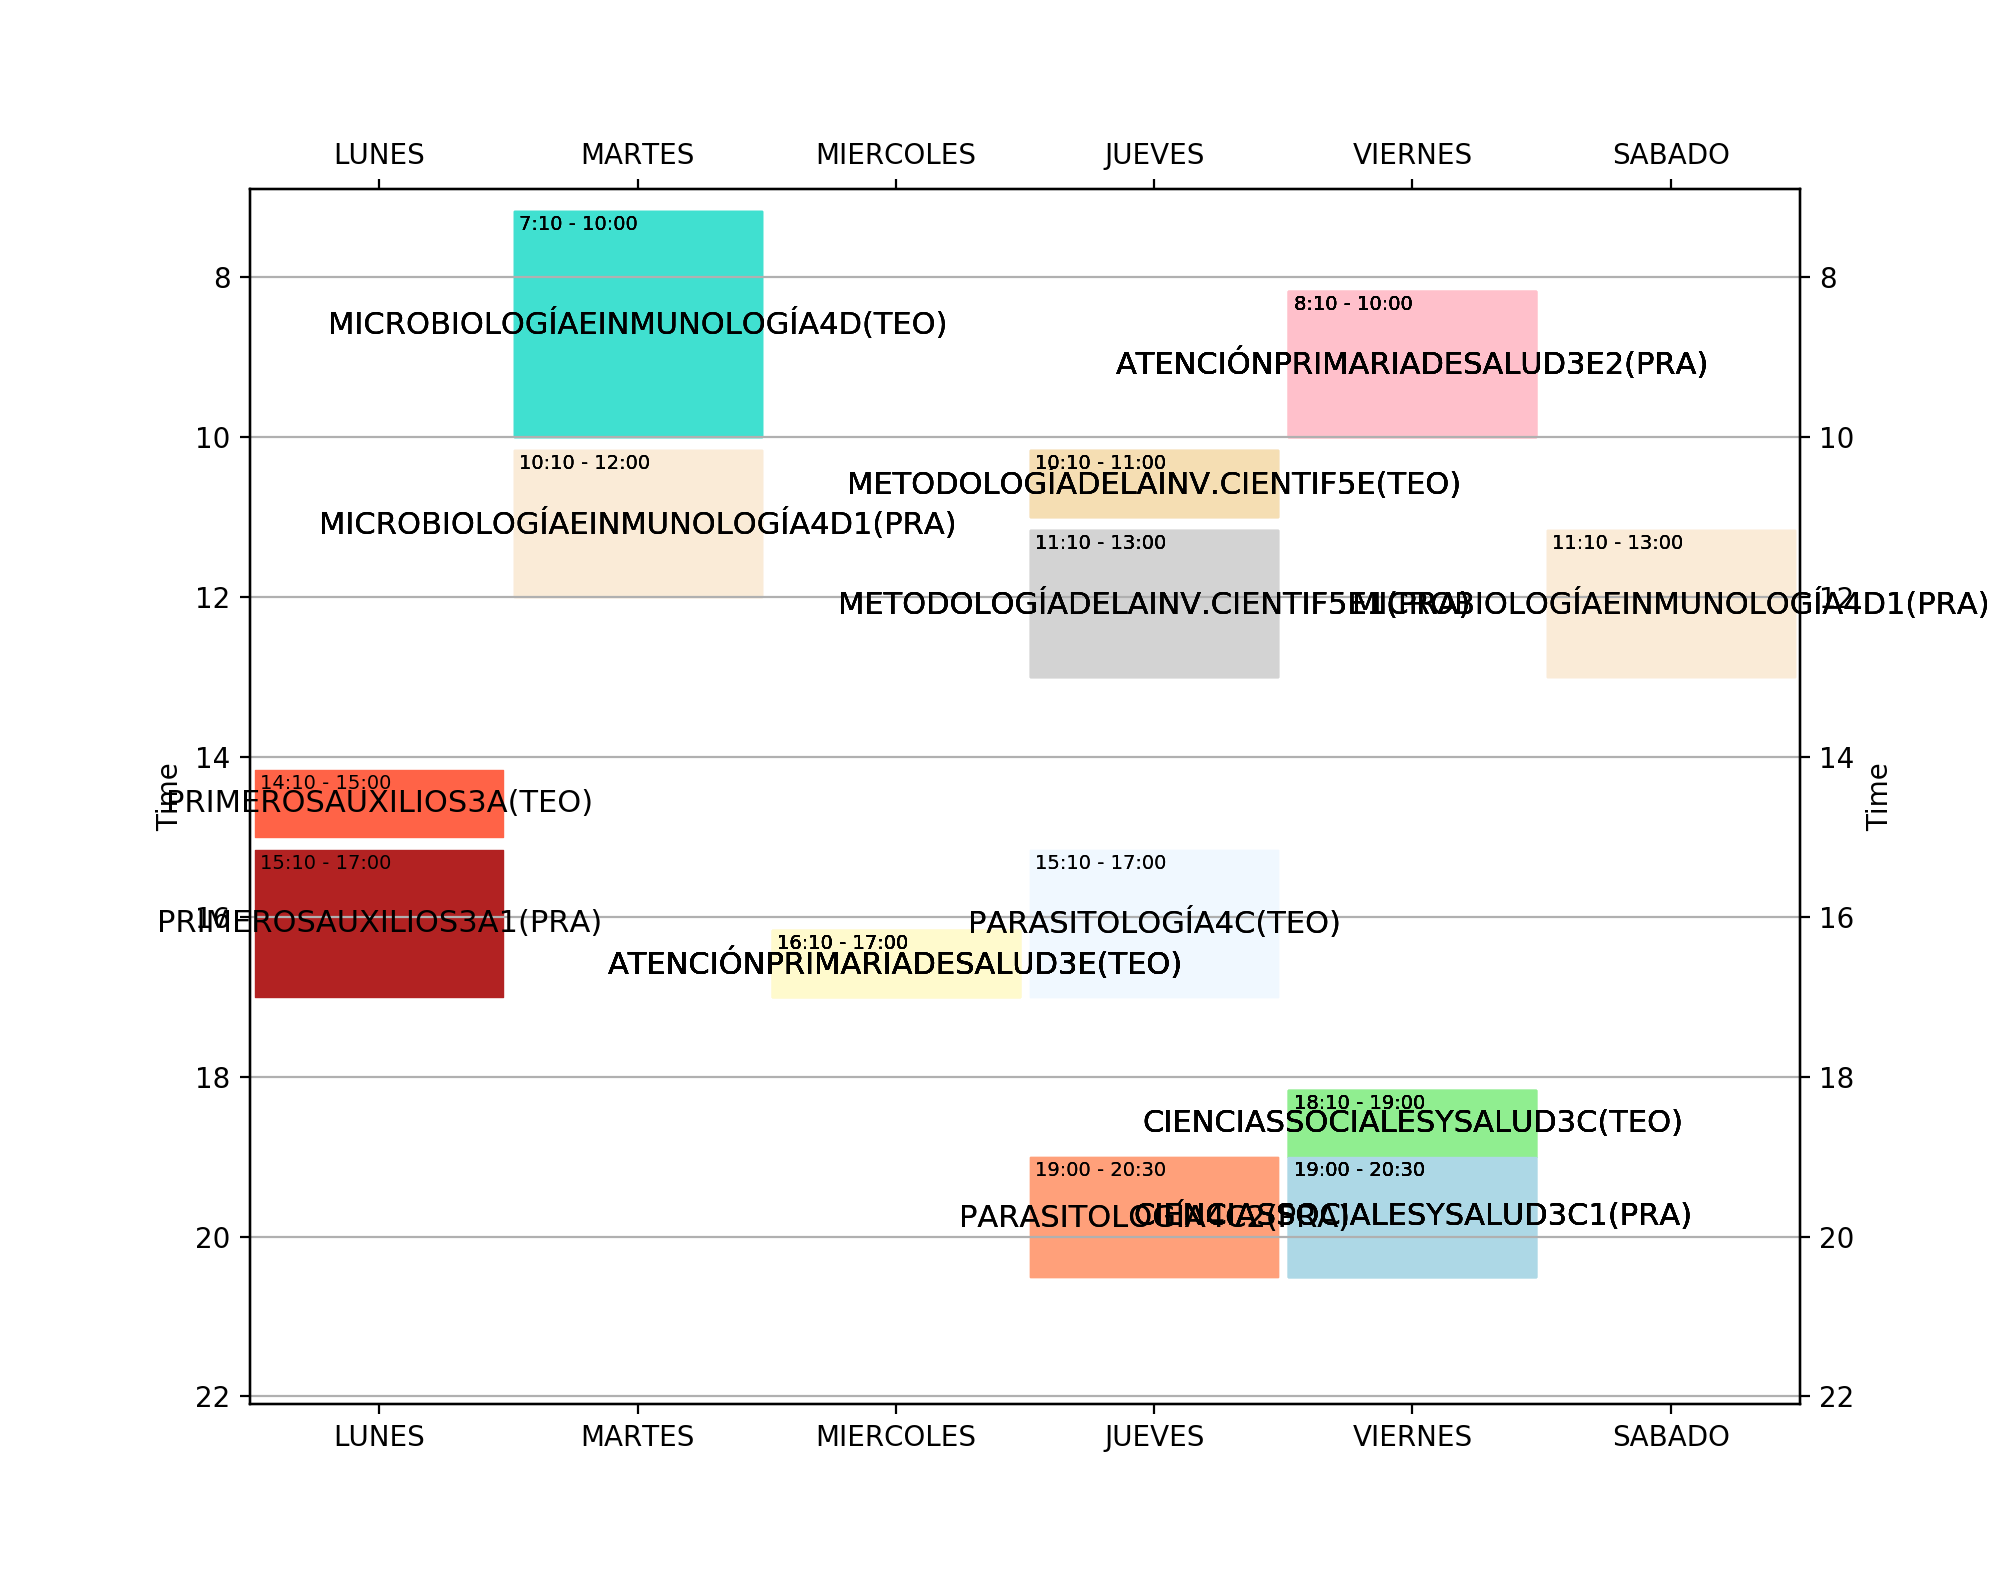 LUNES MARTES MIERCOLES JUEVES VIERNES SABADO
7:10 - 10:00
8 8
8:10 - 10:00
MICROBIOLOGÍAEINMUNOLOGÍA4D(TEO)
ATENCIÓNPRIMARIADESALUD3E2(PRA)
10 10
10:10 - 12:00 10:10 - 11:00
METODOLOGÍADELAINV.CIENTIF5E(TEO)
MICROBIOLOGÍAEINMUNOLOGÍA4D1(PRA)
11:10 - 13:00 11:10 - 13:00
12 12
METODOLOGÍADELAINV.CIENTIF5E1(PRA) MICROBIOLOGÍAEINMUNOLOGÍA4D1(PRA)
14 14
14:10 - 15:00
Time Time
PRIMEROSAUXILIOS3A(TEO)
15:10 - 17:00 15:10 - 17:00
16 16
PRIMEROSAUXILIOS3A1(PRA) PARASITOLOGÍA4C(TEO)
16:10 - 17:00
ATENCIÓNPRIMARIADESALUD3E(TEO)
18 18
18:10 - 19:00
CIENCIASSOCIALESYSALUD3C(TEO)
19:00 - 20:30 19:00 - 20:30
PARASITOLOGÍA4C2(PRA) CIENCIASSOCIALESYSALUD3C1(PRA)
20 20
22 22
LUNES MARTES MIERCOLES JUEVES VIERNES SABADO